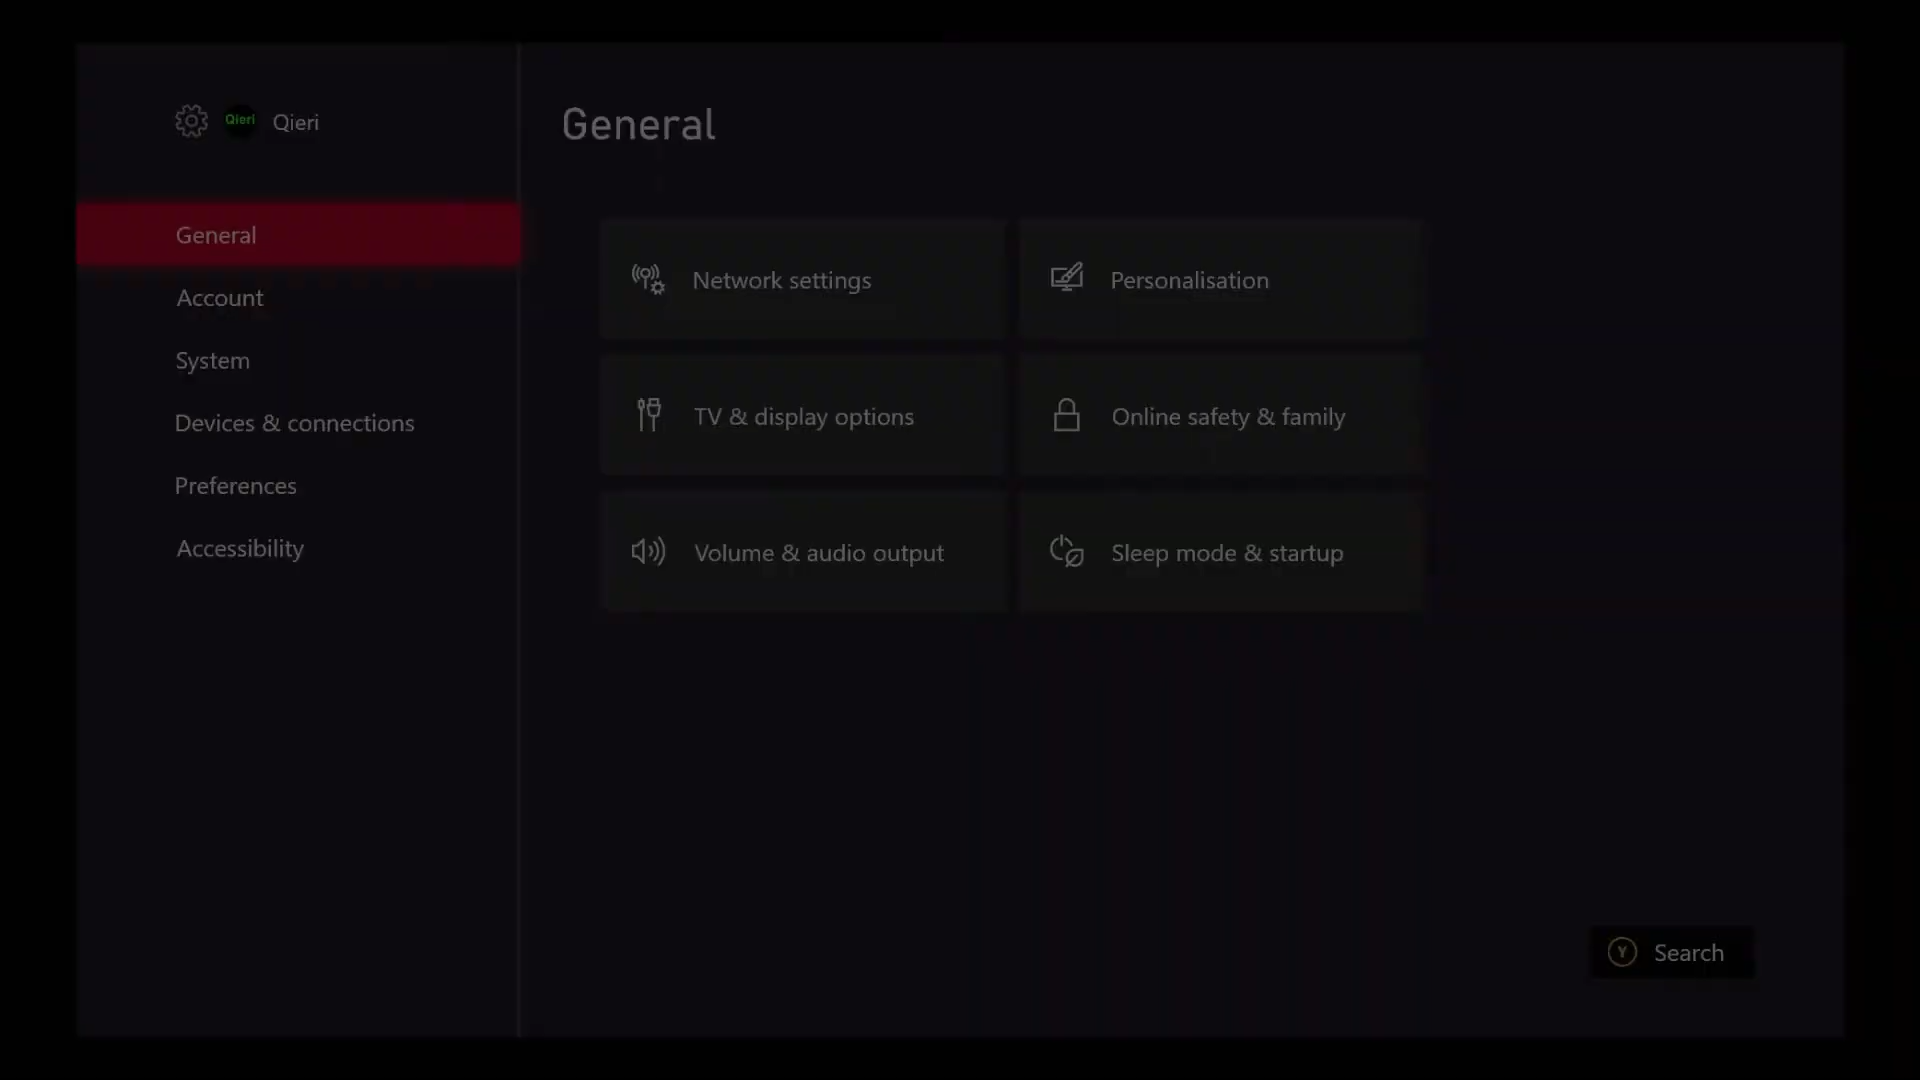 Qieri Qieri
General
General
Account
System
Devices & connections
Preferences
Accessibility
Network settings
Personalisation
TV & display options
Online safety & family
Volume & audio output
Sleep mode & startup
Y Search